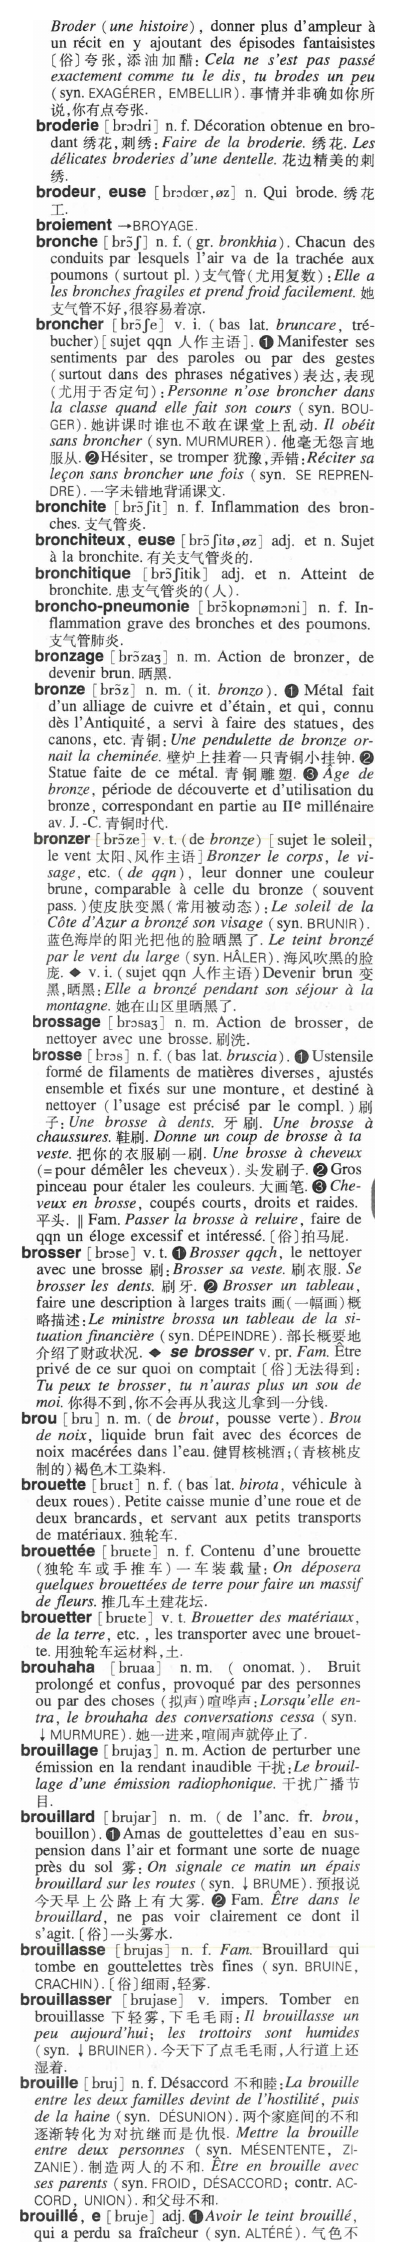 Broder (une histoire), donner plus d'ampleur à
un récit en y ajoutant des épisodes fantaisistes
〔俗〕夸张, 添油加醋: Cela ne s'est pas passé
exactement comme tu le dis, tu brodes un peu
(syn. EXAGÉRER, EMBELLIR). 事情并非确如你所
说,你有点夸张.
broderie [brɔdri] n. f. Décoration obtenue en bro-
dant 绣花,刺绣: Faire de la broderie. 绣花. Les
délicates broderies d'une dentelle. 花边精美的刺
绣.
brodeur, euse [brɔdœr,øz] n. Qui brode. 绣花
工.
broiement →BROYAGE.
bronche [brɔ̃ʃ] n. f. (gr. bronkhia). Chacun des
conduits par lesquels l'air va de la trachée aux
poumons (surtout pl.)支气管(尤用复数): Elle a
les bronches fragiles et prend froid facilement. 她
支气管不好,很容易着凉.
broncher [brɔ̃ʃe] v. i. (bas lat. bruncare, tré-
bucher)[sujet qqn 人作主语]. ❶Manifester ses
sentiments par des paroles ou par des gestes
(surtout dans des phrases négatives)表达,表现
(尤用于否定句): Personne n'ose broncher dans
la classe quand elle fait son cours (syn. BOU-
GER). 她讲课时谁也不敢在课堂上乱动. Il obéit
sans broncher (syn. MURMURER). 他毫无怨言地
服从. ❷Hésiter, se tromper 犹豫,弄错:Réciter sa
leçon sans broncher une fois (syn. SE REPREN-
DRE). 一字未错地背诵课文.
bronchite [brɔ̃ʃit] n. f. Inflammation des bron-
ches. 支气管炎.
bronchiteux, euse [brɔ̃ʃitø,øz] adj. et n. Sujet
à la bronchite. 有关支气管炎的.
bronchitique [brɔ̃ʃitik] adj. et n. Atteint de
bronchite. 患支气管炎的(人).
broncho-pneumonie [brɔ̃kopnømɔni] n. f. In-
flammation grave des bronches et des poumons.
支气管肺炎.
bronzage [brɔ̃zaʒ] n. m. Action de bronzer, de
devenir brun. 晒黑.
bronze [brɔ̃z] n. m. (it. bronzo). ❶ Métal fait
d'un alliage de cuivre et d'étain, et qui, connu
dès l'Antiquité, a servi à faire des statues, des
canons, etc. 青铜: Une pendulette de bronze or-
nait la cheminée. 壁炉上挂着一只青铜小挂钟. ❷
Statue faite de ce métal. 青铜雕塑. ❸ Âge de
bronze, période de découverte et d'utilisation du
bronze, correspondant en partie au IIe millénaire
av. J.-C. 青铜时代.
bronzer [brɔ̃ze] v. t. (de bronze) [sujet le soleil,
le vent 太阳、风作主语] Bronzer le corps, le vi-
sage, etc. (de qqn), leur donner une couleur
brune, comparable à celle du bronze (souvent
pass.)使皮肤变黑(常用被动态): Le soleil de la
Côte d'Azur a bronzé son visage (syn. BRUNIR).
蓝色海岸的阳光把他的脸晒黑了. Le teint bronzé
par le vent du large (syn. HÂLER). 海风吹黑的脸
庞. ◆ v. i. (sujet qqn 人作主语) Devenir brun 变
黑,晒黑: Elle a bronzé pendant son séjour à la
montagne. 她在山区里晒黑了.
brossage [brɔsaʒ] n. m. Action de brosser, de
nettoyer avec une brosse. 刷洗.
brosse [brɔs] n. f. (bas lat. bruscia). ❶Ustensile
formé de filaments de matières diverses, ajustés
ensemble et fixés sur une monture, et destiné à
nettoyer (l'usage est précisé par le compl.)刷
子: Une brosse à dents. 牙刷. Une brosse à
chaussures. 鞋刷. Donne un coup de brosse à ta
veste. 把你的衣服刷一刷. Une brosse à cheveux
(=pour démêler les cheveux). 头发刷子. ❷Gros
pinceau pour étaler les couleurs. 大画笔. ❸ Che-
veux en brosse, coupés courts, droits et raides.
平头. ‖ Fam. Passer la brosse à reluire, faire de
qqn un éloge excessif et intéressé. 〔俗〕拍马屁.
brosser [brɔse] v. t. ❶Brosser qqch, le nettoyer
avec une brosse 刷: Brosser sa veste. 刷衣服. Se
brosser les dents. 刷牙. ❷ Brosser un tableau,
faire une description à larges traits 画(一幅画)概
略描述: Le ministre brossa un tableau de la si-
tuation financière (syn. DÉPEINDRE). 部长概要地
介绍了财政状况. ◆ se brosser v. pr. Fam. Être
privé de ce sur quoi on comptait〔俗〕无法得到:
Tu peux te brosser, tu n'auras plus un sou de
moi. 你得不到,你不会再从我这儿拿到一分钱.
brou [bru] n. m. (de brout, pousse verte). Brou
de noix, liquide brun fait avec des écorces de
noix macérées dans l'eau. 健胃核桃酒;(青核桃皮
制的)褐色木工染料.
brouette [bruɛt] n. f. (bas lat. birota, véhicule à
deux roues). Petite caisse munie d'une roue et de
deux brancards, et servant aux petits transports
de matériaux. 独轮车.
brouettée [bruɛte] n. f. Contenu d'une brouette
(独轮车或手推车)一车装载量: On déposera
quelques brouettées de terre pour faire un massif
de fleurs. 推几车土建花坛.
brouetter [bruɛte] v. t. Brouetter des matériaux,
de la terre, etc., les transporter avec une brouet-
te. 用独轮车运材料,土.
brouhaha [bruaa] n. m. (onomat.). Bruit
prolongé et confus, provoqué par des personnes
ou par des choses (拟声)喧哗声: Lorsqu'elle en-
tra, le brouhaha des conversations cessa (syn.
↓MURMURE). 她一进来,喧闹声就停止了.
brouillage [brujaʒ] n. m. Action de perturber une
émission en la rendant inaudible 干扰: Le brouil-
lage d'une émission radiophonique. 干扰广播节
目.
brouillard [brujar] n. m. (de l'anc. fr. brou,
bouillon). ❶Amas de gouttelettes d'eau en sus-
pension dans l'air et formant une sorte de nuage
près du sol 雾: On signale ce matin un épais
brouillard sur les routes (syn. ↓BRUME). 预报说
今天早上公路上有大雾. ❷ Fam. Être dans le
brouillard, ne pas voir clairement ce dont il
s'agit. 〔俗〕一头雾水.
brouillasse [brujas] n. f. Fam. Brouillard qui
tombe en gouttelettes très fines (syn. BRUINE,
CRACHIN). 〔俗〕细雨,轻雾.
brouillasser [brujase] v. impers. Tomber en
brouillasse 下轻雾,下毛毛雨: Il brouillasse un
peu aujourd'hui; les trottoirs sont humides
(syn. ↓BRUINER). 今天下了点毛毛雨,人行道上还
湿着.
brouille [bruj] n. f. Désaccord 不和睦: La brouille
entre les deux familles devint de l'hostilité, puis
de la haine (syn. DÉSUNION). 两个家庭间的不和
逐渐转化为对抗继而是仇恨. Mettre la brouille
entre deux personnes (syn. MÉSENTENTE, ZI-
ZANIE). 制造两人的不和. Être en brouille avec
ses parents (syn. FROID, DÉSACCORD; contr. AC-
CORD, UNION). 和父母不和.
brouillé, e [bruje] adj. ❶Avoir le teint brouillé,
qui a perdu sa fraîcheur (syn. ALTÉRÉ). 气色不